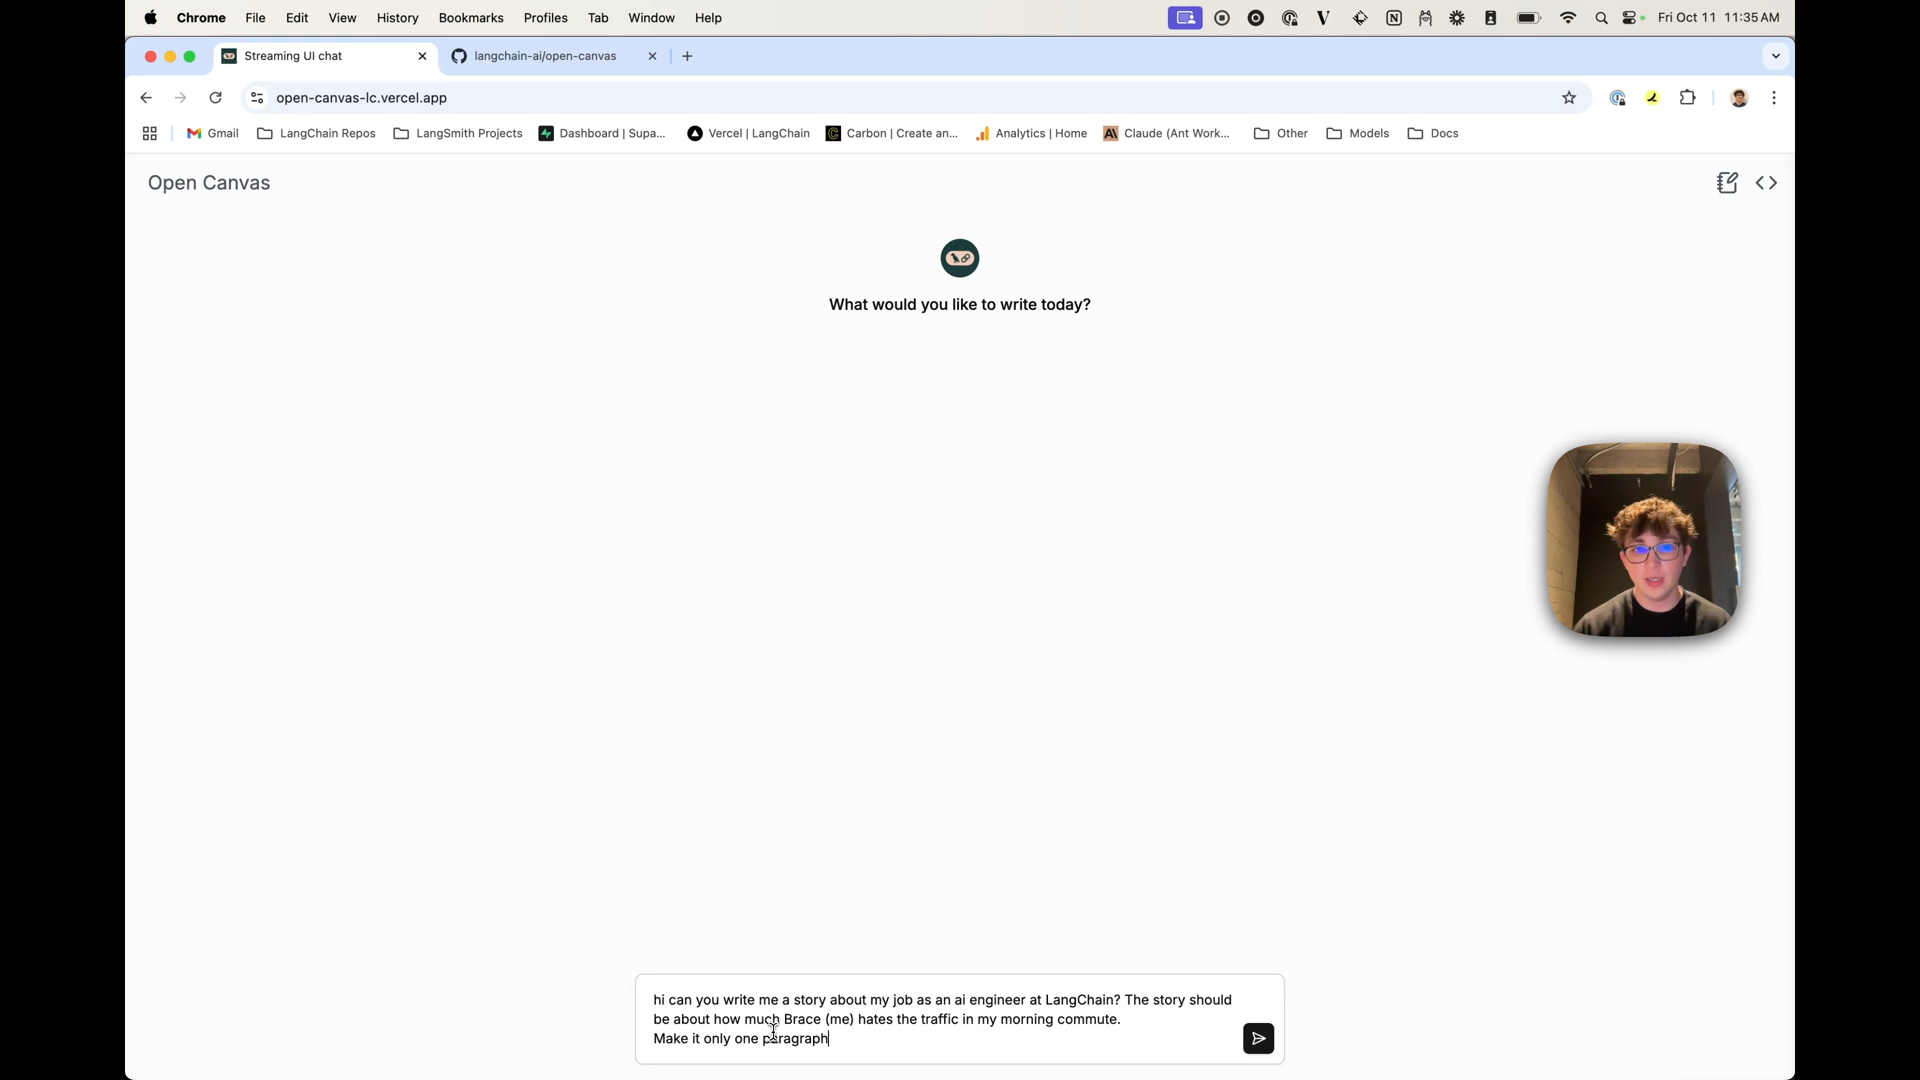 Chrome File Edit View History Bookmarks Profiles Tab Window Help
Fri Oct 11 11:35 AM
Streaming UI chat
langchain-ai/open-canvas
open-canvas-lc.vercel.app
Gmail LangChain Repos LangSmith Projects Dashboard | Supa... Vercel | LangChain Carbon | Create an... Analytics | Home Claude (Ant Work... Other Models Docs
Open Canvas
What would you like to write today?
hi can you write me a story about my job as an ai engineer at LangChain? The story should
be about how much Brace (me) hates the traffic in my morning commute.
Make it only one paragraph